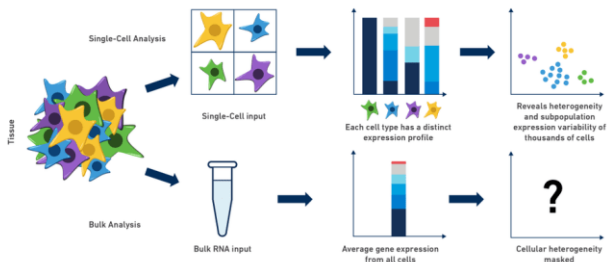 Single-Cell Analysis
Single-Cell input
Each cell type has a distinct
expression profile
Reveals heterogeneity
and subpopulation
expression variability of
thousands of cells
Tissue
Bulk Analysis
Bulk RNA input
Average gene expression
from all cells
?
Cellular heterogeneity
masked